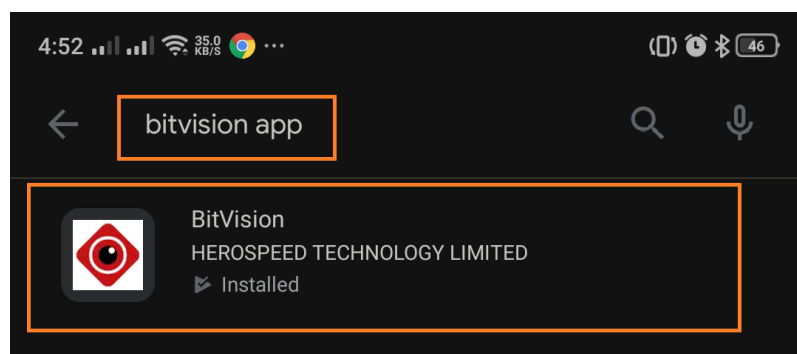 4:52 35.0 KB/S ··· 46
bitvision app
BitVision
HEROSPEED TECHNOLOGY LIMITED
Installed